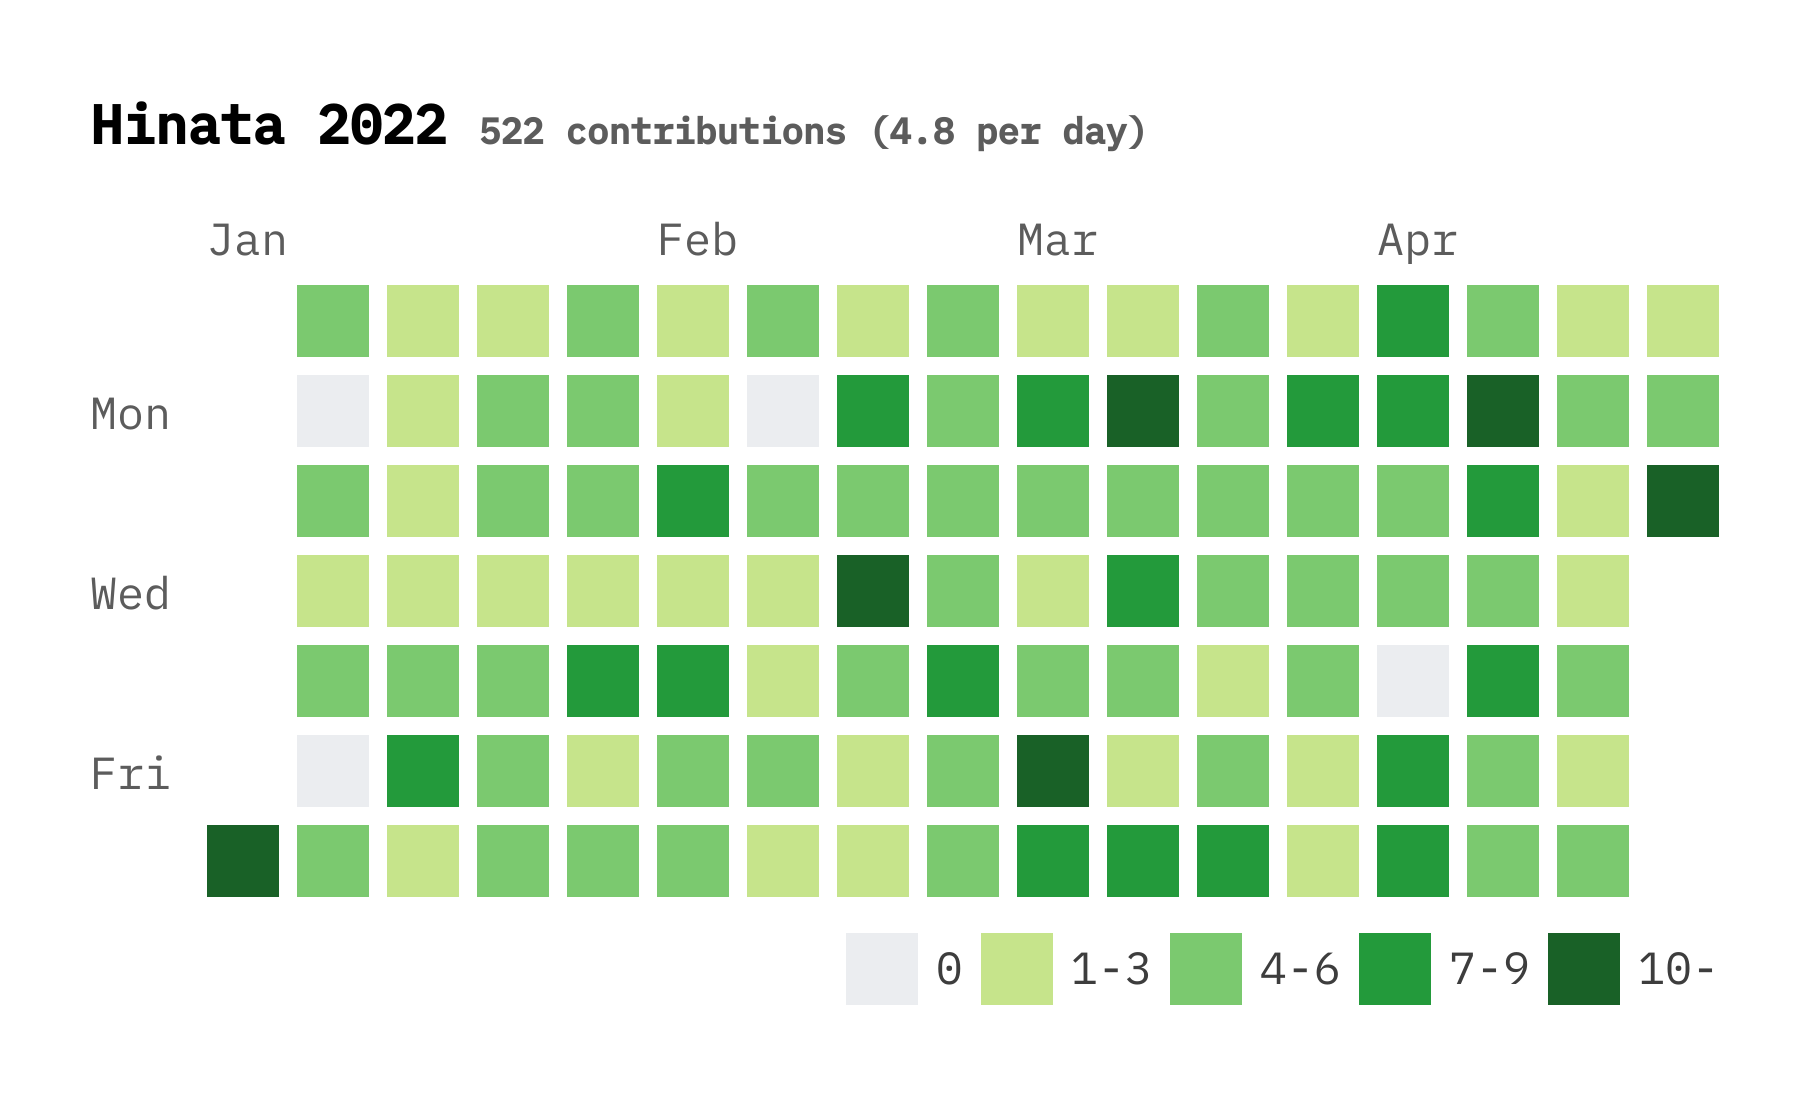 Hinata 2022 522 contributions (4.8 per day)
Jan Feb Mar Apr
Mon
Wed
Fri
0 1-3 4-6 7-9 10-